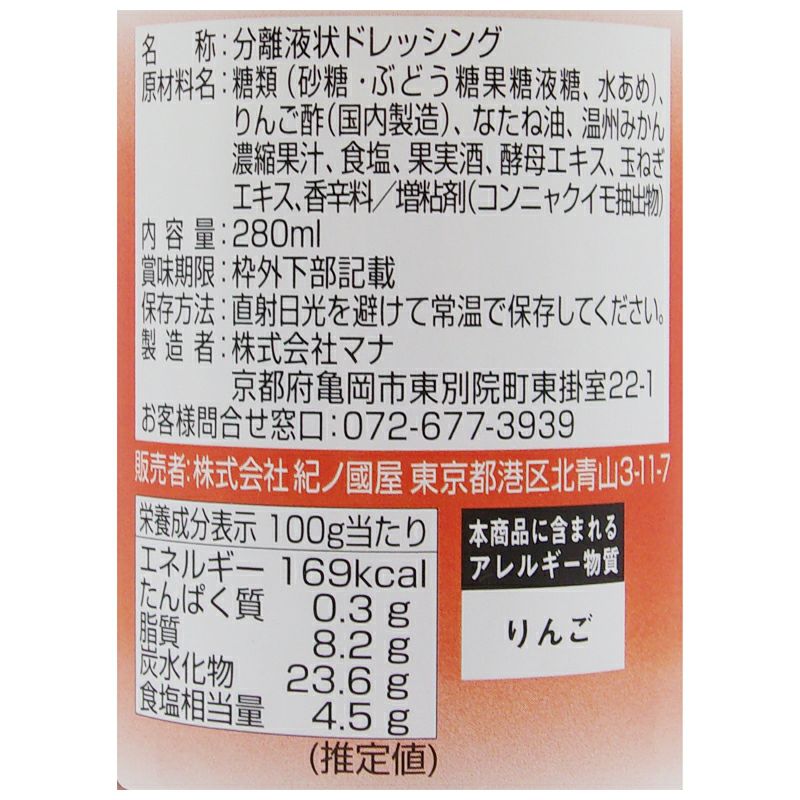 名称：分離液状ドレッシング
原材料名：糖類（砂糖・ぶどう糖果糖液糖、水あめ）、
りんご酢（国内製造）、なたね油、温州みかん
濃縮果汁、食塩、果実酒、酵母エキス、玉ねぎ
エキス、香辛料／増粘剤（コンニャクイモ抽出物）
内容量：280ml
賞味期限：枠外下部記載
保存方法：直射日光を避けて常温で保存してください。
製造者：株式会社マナ
京都府亀岡市東別院町東掛室22-1
お客様問合せ窓口：072-677-3939
販売者：株式会社 紀ノ國屋 東京都港区北青山3-11-7
栄養成分表示 100g当たり
エネルギー 169kcal
たんぱく質 0.3 g
脂質 8.2 g
炭水化物 23.6 g
食塩相当量 4.5 g
（推定値）
本商品に含まれる
アレルギー物質
りんご